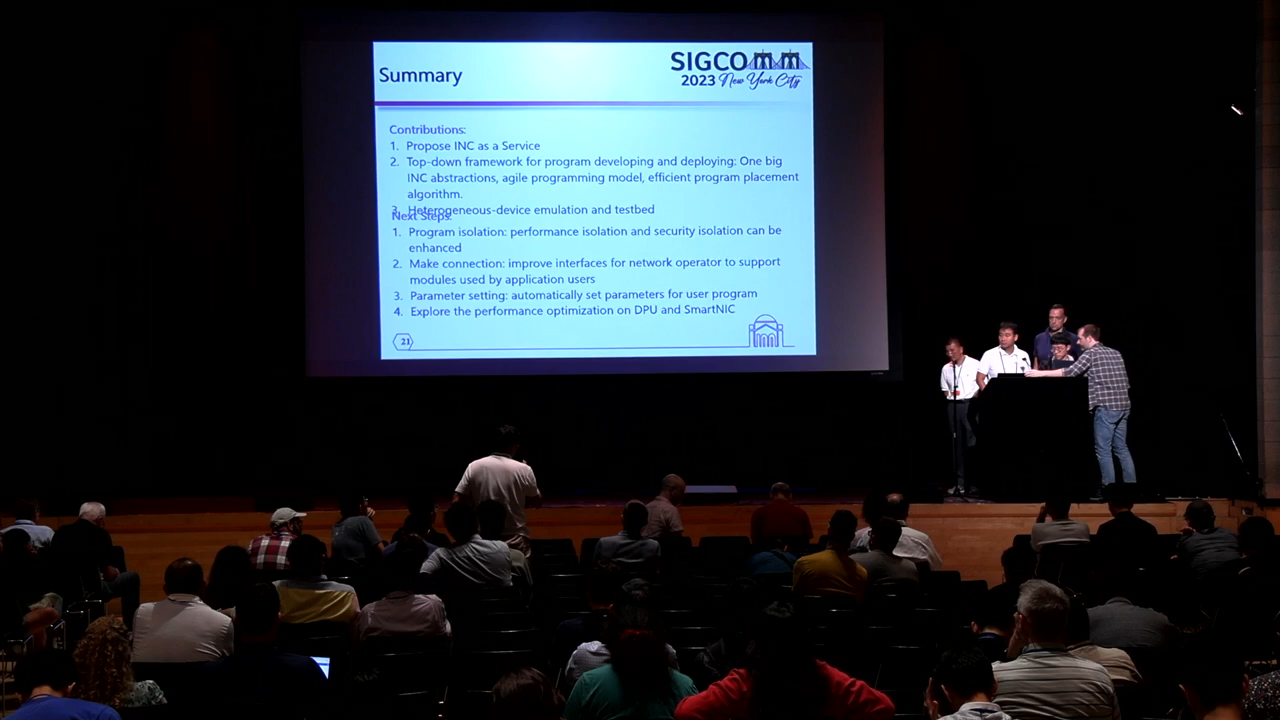 Summary
SIGCOMM
2023 New York City
Contributions:
1. Propose INC as a Service
2. Top-down framework for program developing and deploying: One big
INC abstractions, agile programming model, efficient program placement
algorithm.
3. Heterogeneous-device emulation and testbed
Next Steps:
1. Program isolation: performance isolation and security isolation can be
enhanced
2. Make connection: improve interfaces for network operator to support
modules used by application users
3. Parameter setting: automatically set parameters for user program
4. Explore the performance optimization on DPU and SmartNIC
21